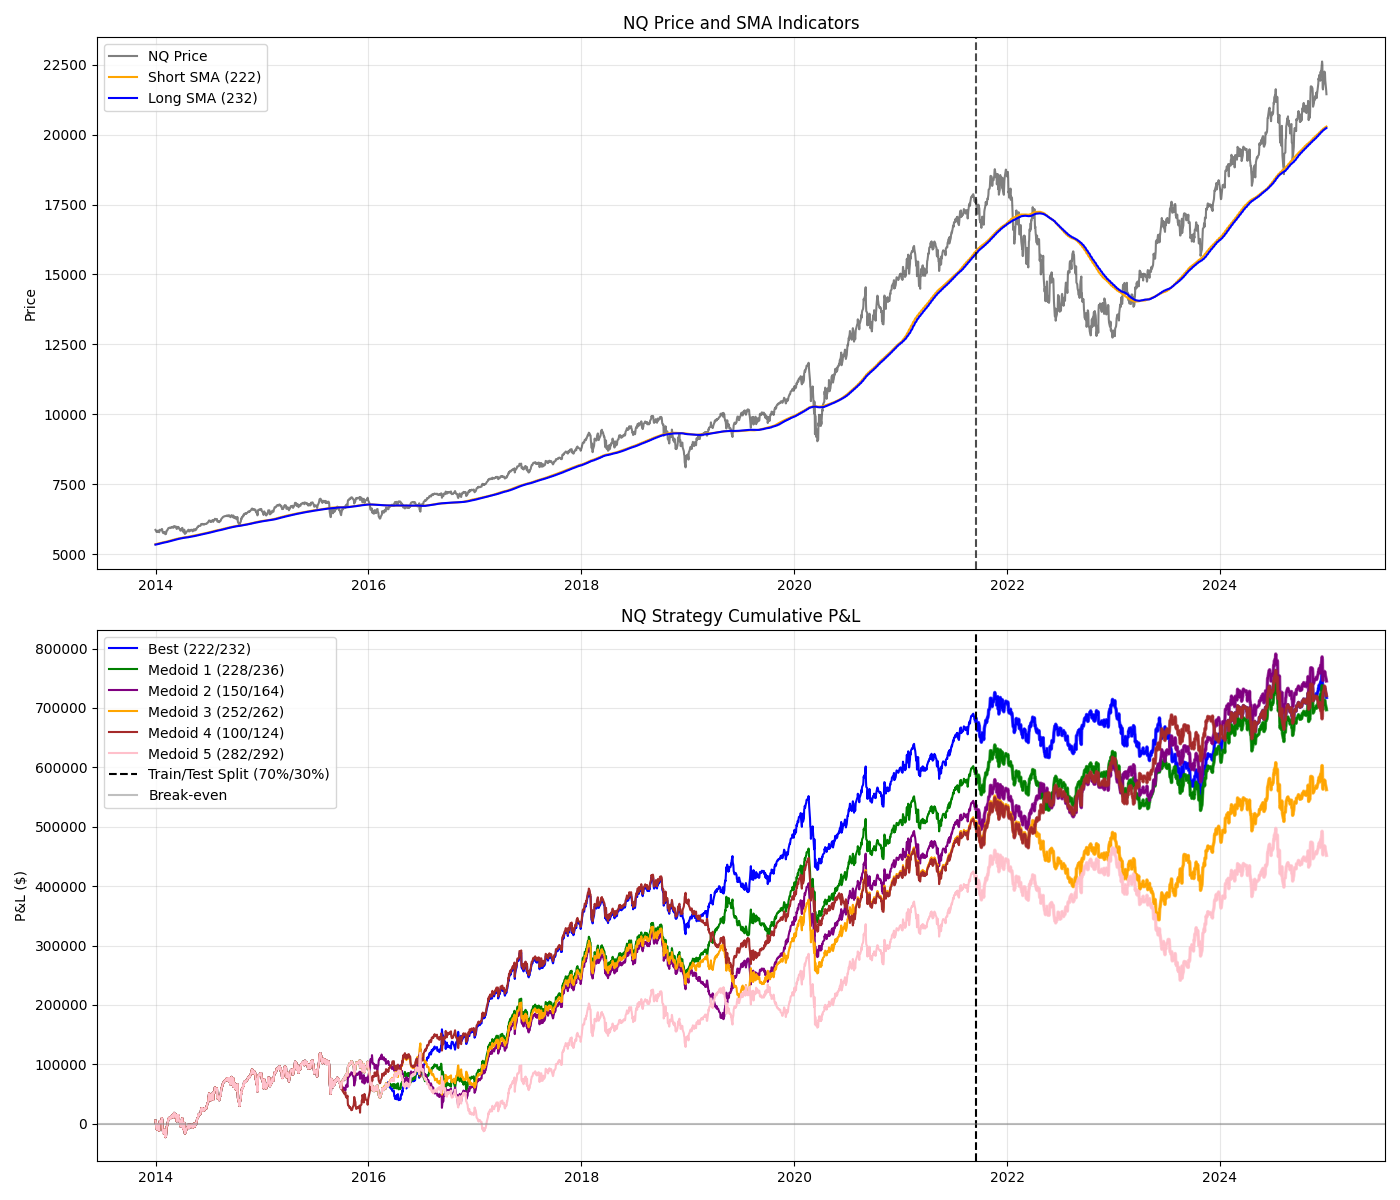 NQ Price and SMA Indicators
NQ Price
Short SMA (222)
Long SMA (232)
Price
22500
20000
17500
15000
12500
10000
7500
5000
2014
2016
2018
2020
2022
2024
NQ Strategy Cumulative P&L
Best (222/232)
Medoid 1 (228/236)
Medoid 2 (150/164)
Medoid 3 (252/262)
Medoid 4 (100/124)
Medoid 5 (282/292)
Train/Test Split (70%/30%)
Break-even
P&L ($)
800000
700000
600000
500000
400000
300000
200000
100000
0
2014
2016
2018
2020
2022
2024